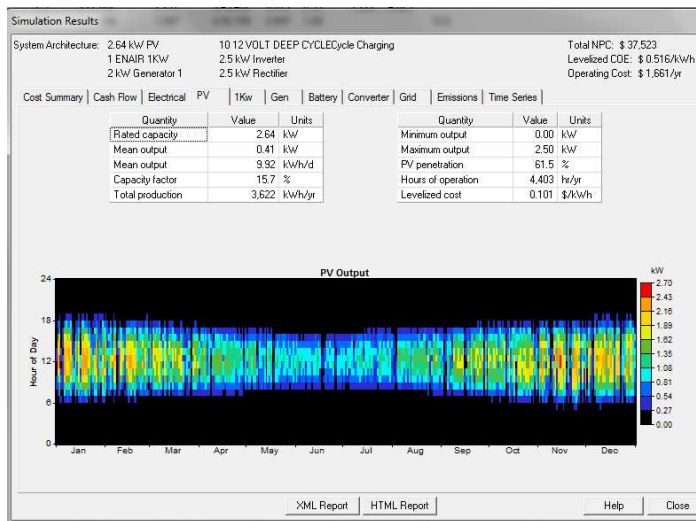 Simulation Results
System Architecture: 2.64 kW PV 10 12 VOLT DEEP CYCLECycle Charging Total NPC: $ 37,523
1 ENAIR 1KW 2.5 kW Inverter Levelized COE: $ 0.516/kWh
2 kW Generator 1 2.5 kW Rectifier Operating Cost: $ 1,661/yr
Cost Summary Cash Flow Electrical PV 1Kw Gen Battery Converter Grid Emissions Time Series
Quantity Value Units Quantity Value Units
Rated capacity 2.64 kW Minimum output 0.00 kW
Mean output 0.41 kW Maximum output 2.50 kW
Mean output 9.92 kWh/d PV penetration 61.5 %
Capacity factor 15.7 % Hours of operation 4,403 hr/yr
Total production 3,622 kWh/yr Levelized cost 0.101 $/kWh
PV Output
kW
24
2.70
2.43
18
2.16
1.89
1.62
Hour of Day
12
1.35
1.08
0.81
6
0.54
0.27
0
0.00
Jan Feb Mar Apr May Jun Jul Aug Sep Oct Nov Dec
XML Report HTML Report Help Close